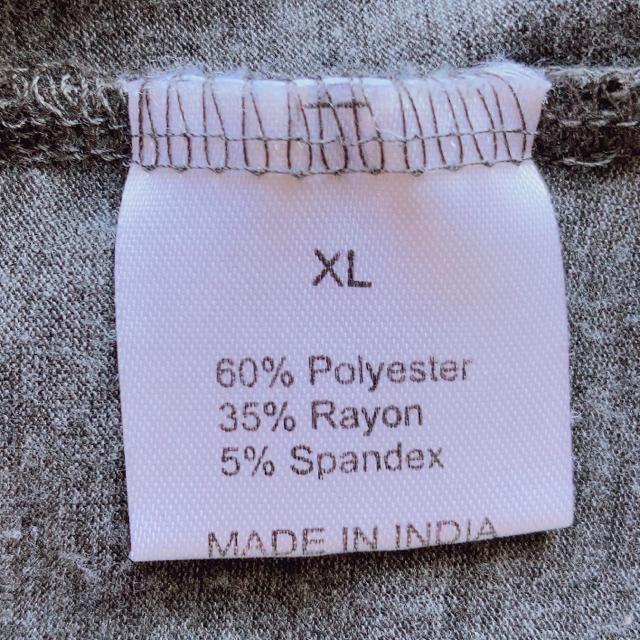 XL
60% Polyester
35% Rayon
5% Spandex
MADE IN INDIA